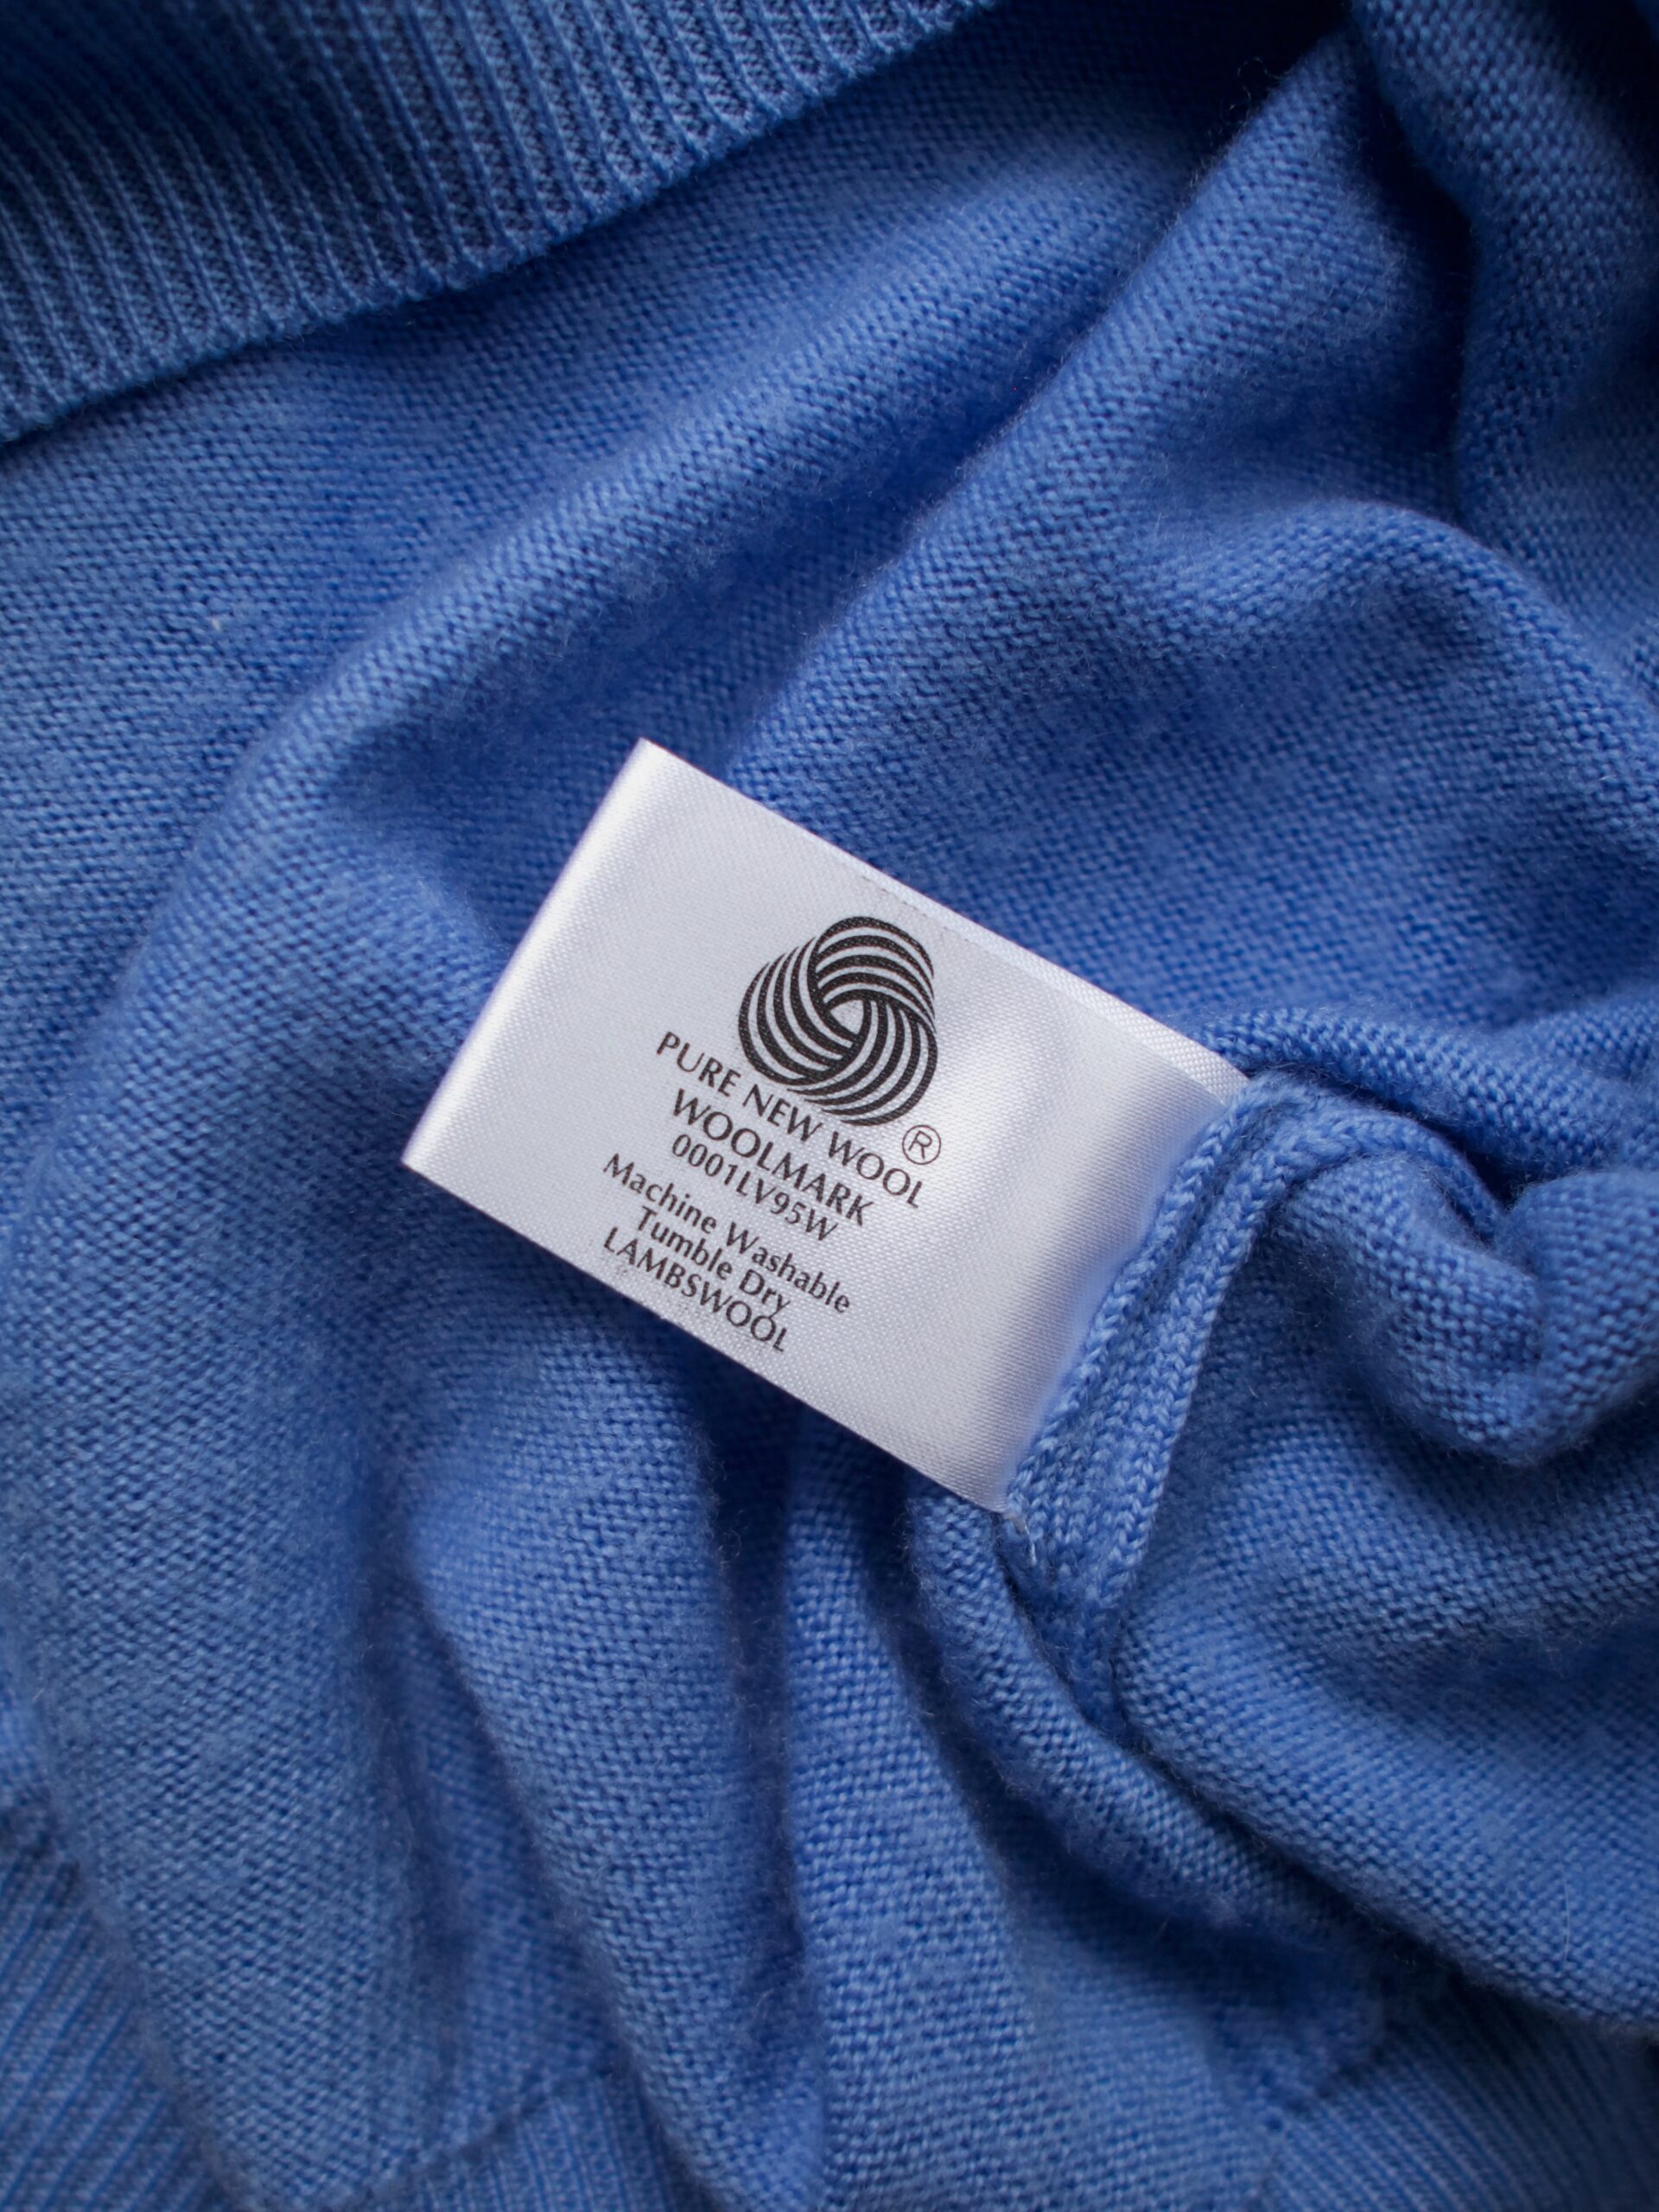 ®
PURE NEW WOOL
WOOLMARK
0001LV95W
Machine Washable
Tumble Dry
LAMBSWOOL